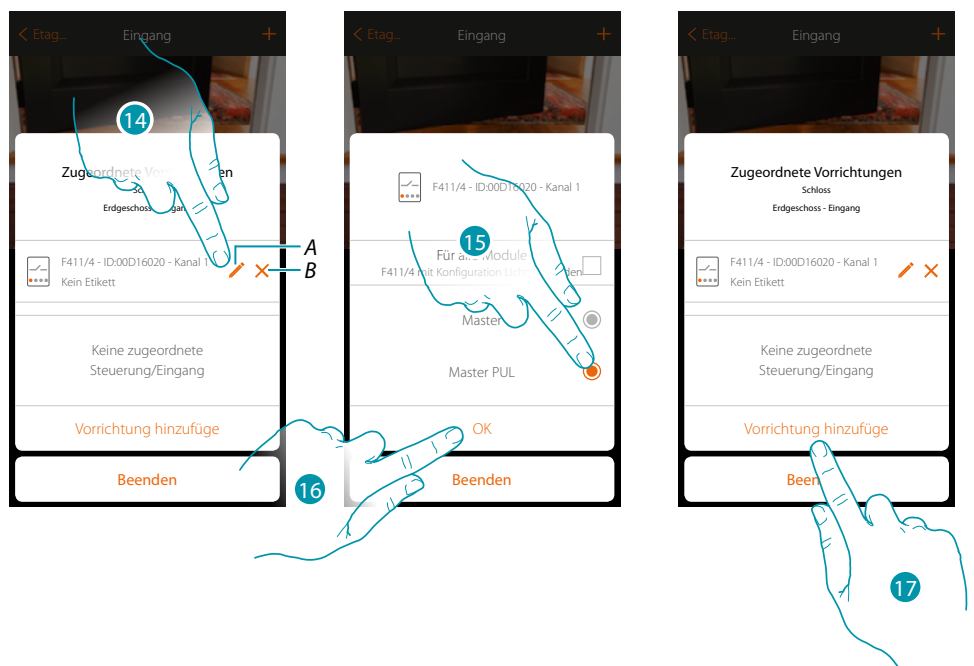 Etag...
Eingang
+
14
Zugeordnete Vorrichtungen
Erdgeschoss - Eingang
F411/4 - ID:00D16020 - Kanal 1
Kein Etikett
A
B
Keine zugeordnete
Steuerung/Eingang
Vorrichtung hinzufüge
Beenden
Etag...
Eingang
+
F411/4 - ID:00D16020 - Kanal 1
15
Für alle Module
F411/4 mit Konfiguration
Master
Master PUL
OK
16
Beenden
Etag...
Eingang
+
Zugeordnete Vorrichtungen
Schloss
Erdgeschoss - Eingang
F411/4 - ID:00D16020 - Kanal 1
Kein Etikett
Keine zugeordnete
Steuerung/Eingang
Vorrichtung hinzufüge
Been
17